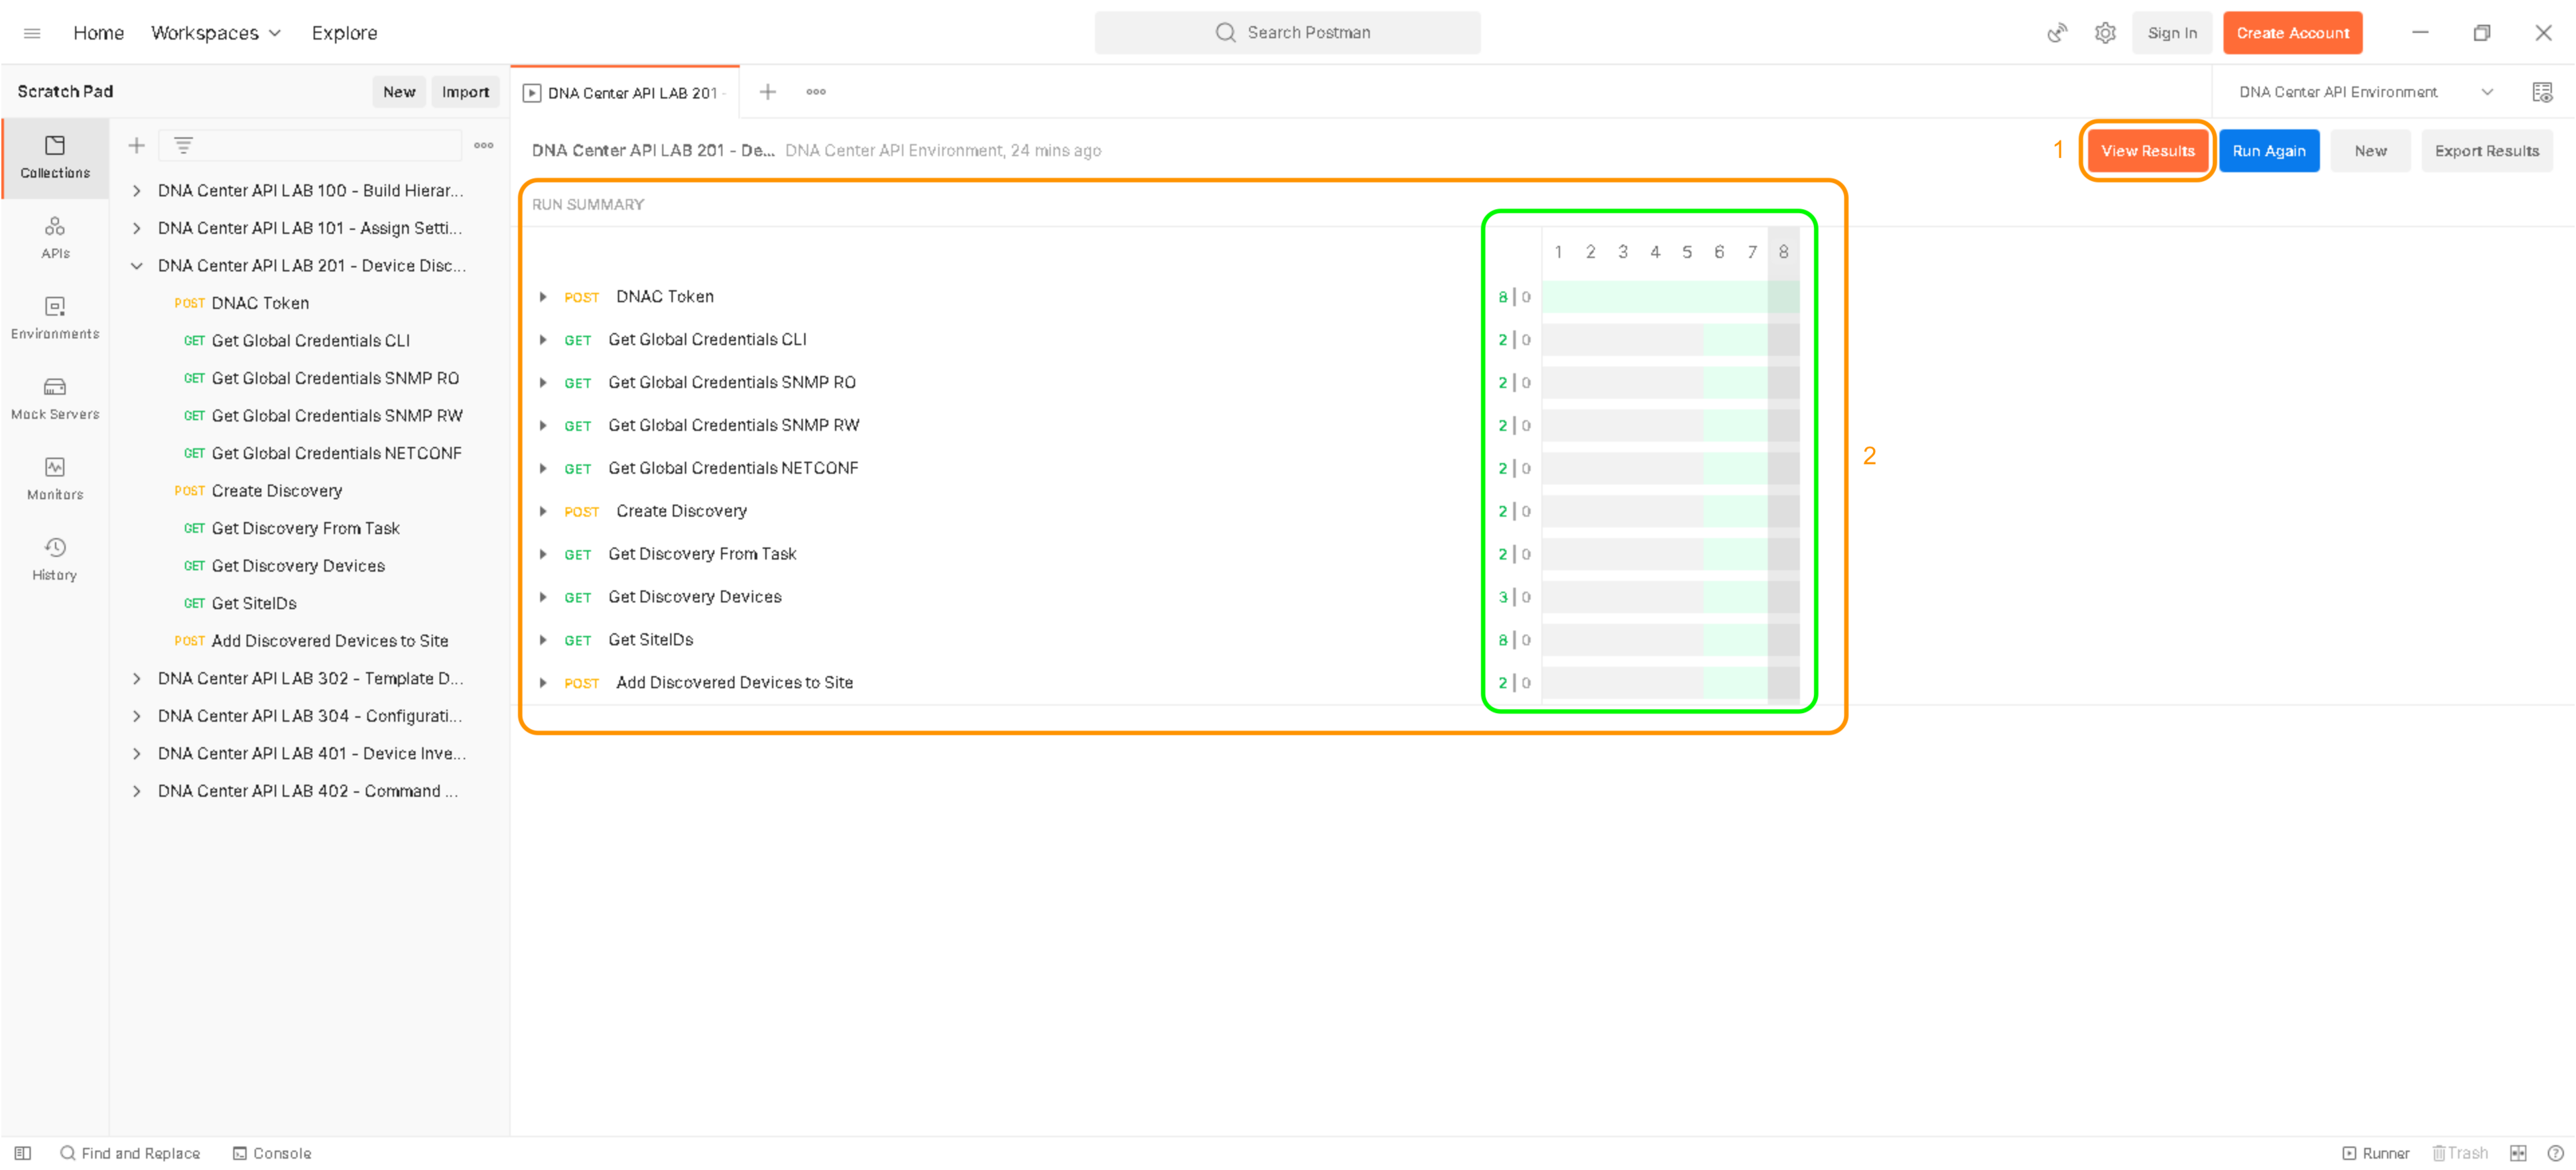 Home Workspaces Explore Search Postman Sign In Create Account
Scratch Pad New Import DNA Center API LAB 201 - DNA Center API Environment
Collections
APIs
Environments
Mock Servers
Monitors
History
DNA Center API LAB 100 - Build Hierar...
DNA Center API LAB 101 - Assign Setti...
DNA Center API LAB 201 - Device Disc...
POST DNAC Token
GET Get Global Credentials CLI
GET Get Global Credentials SNMP RO
GET Get Global Credentials SNMP RW
GET Get Global Credentials NETCONF
POST Create Discovery
GET Get Discovery From Task
GET Get Discovery Devices
GET Get SiteIDs
POST Add Discovered Devices to Site
DNA Center API LAB 302 - Template D...
DNA Center API LAB 304 - Configurati...
DNA Center API LAB 401 - Device Inve...
DNA Center API LAB 402 - Command ...
DNA Center API LAB 201 - De... DNA Center API Environment, 24 mins ago 1 View Results Run Again New Export Results
RUN SUMMARY
1 2 3 4 5 6 7 8
POST DNAC Token 8 | 0
GET Get Global Credentials CLI 2 | 0
GET Get Global Credentials SNMP RO 2 | 0
GET Get Global Credentials SNMP RW 2 | 0
GET Get Global Credentials NETCONF 2 | 0
2
POST Create Discovery 2 | 0
GET Get Discovery From Task 2 | 0
GET Get Discovery Devices 3 | 0
GET Get SiteIDs 8 | 0
POST Add Discovered Devices to Site 2 | 0
Find and Replace Console Runner Trash